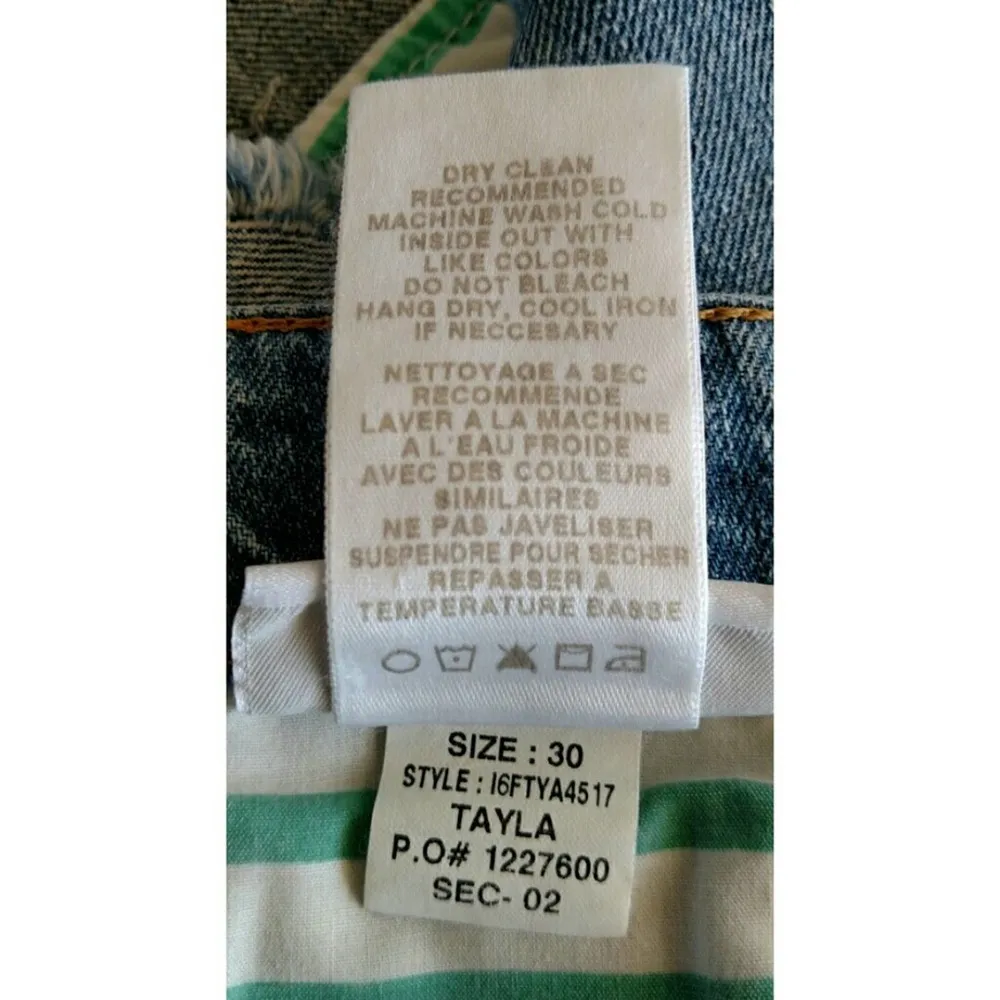 DRY CLEAN
RECOMMENDED
MACHINE WASH COLD
INSIDE OUT WITH
LIKE COLORS
DO NOT BLEACH
HANG DRY, COOL IRON
IF NECCESARY
NETTOYAGE A SEC
RECOMMENDE
LAVER A LA MACHINE
A L'EAU FROIDE
AVEC DES COULEURS
SIMILAIRES
NE PAS JAVELISER
SUSPENDRE POUR SECHER
REPASSER A
TEMPERATURE BASSE
SIZE : 30
STYLE : I6FTYA4517
TAYLA
P.O# 1227600
SEC- 02